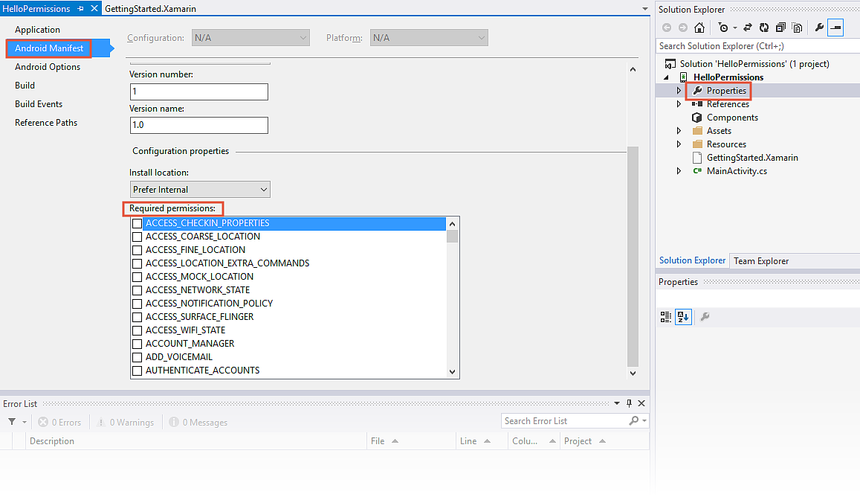 HelloPermissions
GettingStarted.Xamarin
Application
Android Manifest
Android Options
Build
Build Events
Reference Paths
Configuration: N/A Platform: N/A
Version number:
1
Version name:
1.0
Configuration properties
Install location:
Prefer Internal
Required permissions:
ACCESS_CHECKIN_PROPERTIES
ACCESS_COARSE_LOCATION
ACCESS_FINE_LOCATION
ACCESS_LOCATION_EXTRA_COMMANDS
ACCESS_MOCK_LOCATION
ACCESS_NETWORK_STATE
ACCESS_NOTIFICATION_POLICY
ACCESS_SURFACE_FLINGER
ACCESS_WIFI_STATE
ACCOUNT_MANAGER
ADD_VOICEMAIL
AUTHENTICATE_ACCOUNTS
Error List
0 Errors 0 Warnings 0 Messages Search Error List
Description File Line Colu... Project
Solution Explorer
Search Solution Explorer (Ctrl+;)
Solution 'HelloPermissions' (1 project)
HelloPermissions
Properties
References
Components
Assets
Resources
GettingStarted.Xamarin
C# MainActivity.cs
Solution Explorer Team Explorer
Properties